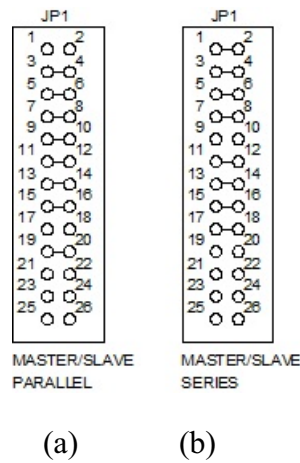 JP1 JP1
1 2 1 2
3 4 3 4
5 6 5 6
7 8 7 8
9 10 9 10
11 12 11 12
13 14 13 14
15 16 15 16
17 18 17 18
19 20 19 20
21 22 21 22
23 24 23 24
25 26 25 26
MASTER/SLAVE MASTER/SLAVE
PARALLEL SERIES
(a) (b)